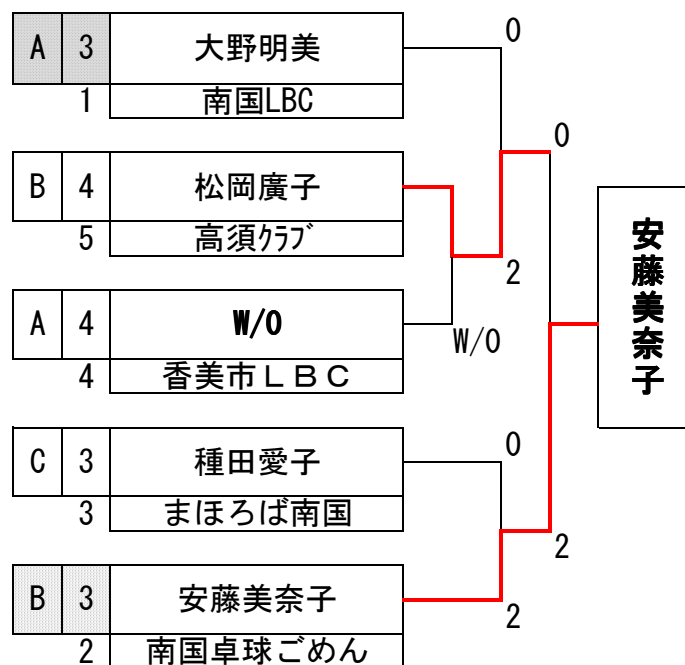 A 3 大野明美 0
1 南国LBC
0
B 4 松岡廣子
5 高須ｸﾗﾌﾞ
2
A 4 W/O
W/O
4 香美市ＬＢＣ
安藤美奈子
C 3 種田愛子 0
3 まほろば南国
2
B 3 安藤美奈子
2
2 南国卓球ごめん